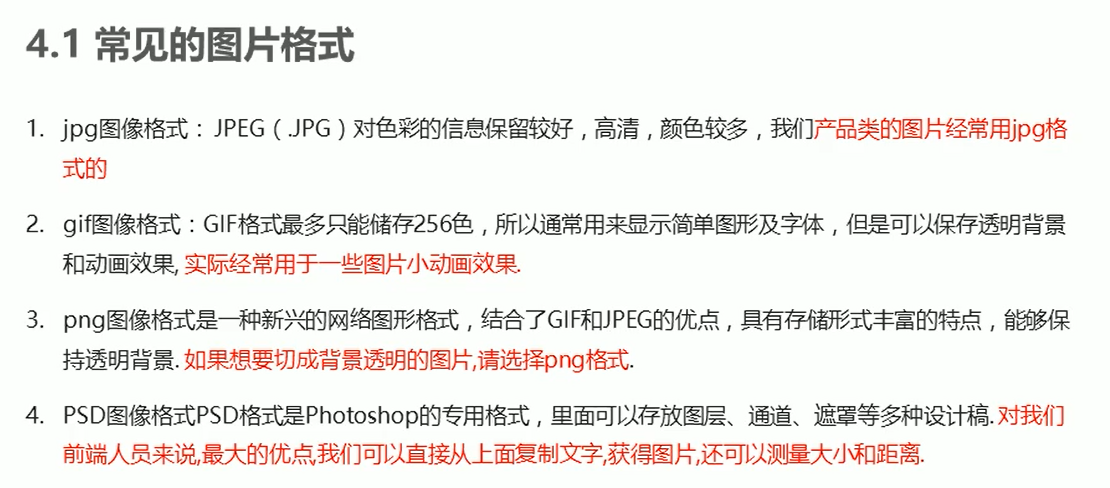 4.1 常见的图片格式
1. jpg图像格式：JPEG（.JPG）对色彩的信息保留较好，高清，颜色较多，我们产品类的图片经常用jpg格
式的
2. gif图像格式：GIF格式最多只能储存256色，所以通常用来显示简单图形及字体，但是可以保存透明背景
和动画效果, 实际经常用于一些图片小动画效果.
3. png图像格式是一种新兴的网络图形格式，结合了GIF和JPEG的优点，具有存储形式丰富的特点，能够保
持透明背景. 如果想要切成背景透明的图片,请选择png格式.
4. PSD图像格式PSD格式是Photoshop的专用格式，里面可以存放图层、通道、遮罩等多种设计稿. 对我们
前端人员来说,最大的优点,我们可以直接从上面复制文字,获得图片,还可以测量大小和距离.